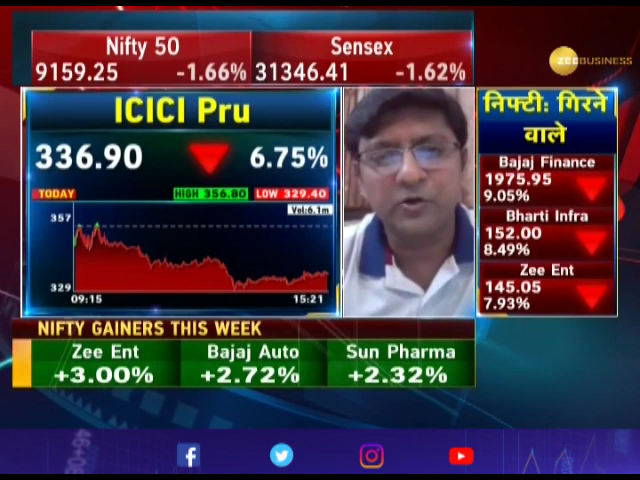 Nifty 50
9159.25 -1.66%
Sensex
31346.41 -1.62%
ZEEBUSINESS
ICICI Pru
336.90 6.75%
TODAY HIGH 356.80 LOW 329.40
Vol:6.1m
357
329
09:15 15:21
निफ्टी: गिरने
वाले
Bajaj Finance
1975.95
9.05%
Bharti Infra
152.00
8.49%
Zee Ent
145.05
7.93%
NIFTY GAINERS THIS WEEK
Zee Ent Bajaj Auto Sun Pharma
+3.00% +2.72% +2.32%